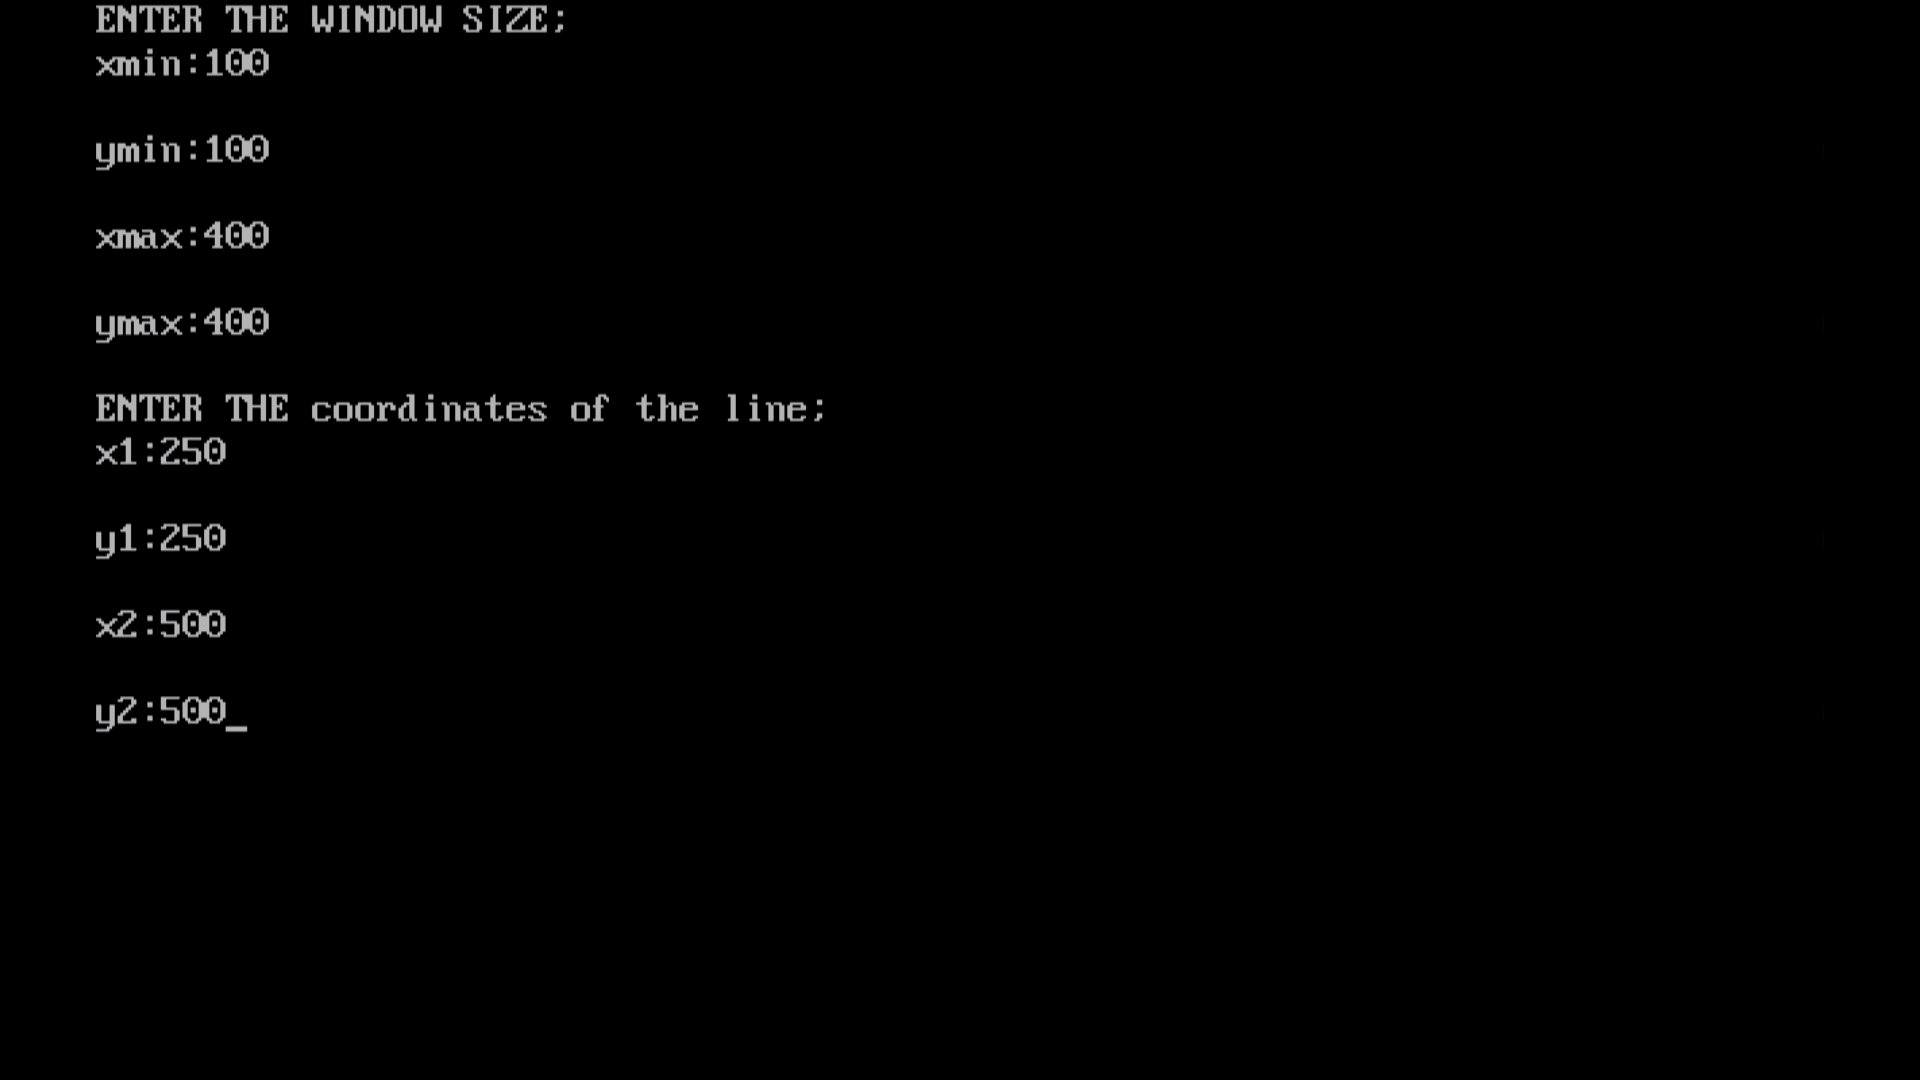 ENTER THE WINDOW SIZE;
xmin:100
ymin:100
xmax:400
ymax:400
ENTER THE coordinates of the line;
x1:250
y1:250
x2:500
y2:500_